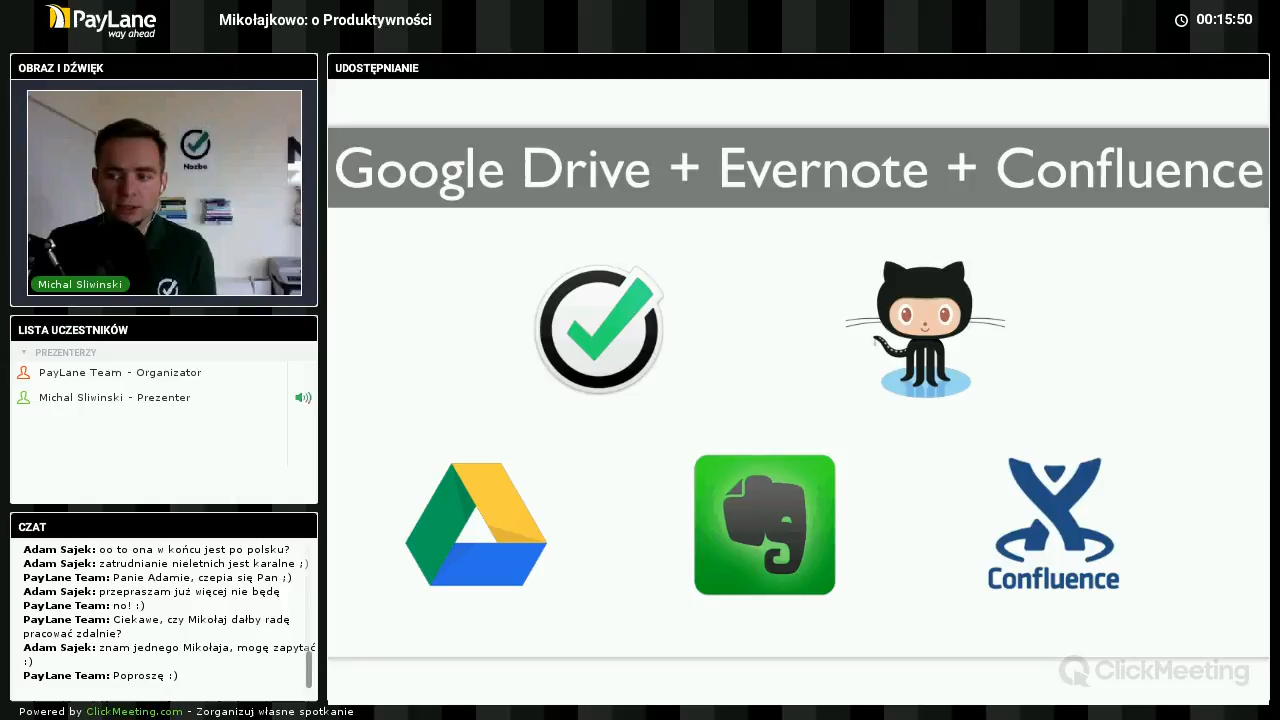 PayLane
way ahead
Mikołajkowo: o Produktywności
00:15:50
OBRAZ I DŹWIĘK
Nozbe
Michal Sliwinski
UDOSTĘPNIANIE
Google Drive + Evernote + Confluence
Confluence
LISTA UCZESTNIKÓW
PREZENTERZY
PayLane Team - Organizator
Michal Sliwinski - Prezenter
CZAT
Adam Sajek: oo to ona w końcu jest po polsku?
Adam Sajek: zatrudnianie nieletnich jest karalne ;)
PayLane Team: Panie Adamie, czepia się Pan ;)
Adam Sajek: przepraszam już więcej nie będę
PayLane Team: no! :)
PayLane Team: Ciekawe, czy Mikołaj dałby radę
pracować zdalnie?
Adam Sajek: znam jednego Mikołaja, mogę zapytać
:)
PayLane Team: Poproszę :)
ClickMeeting
Powered by ClickMeeting.com - Zorganizuj własne spotkanie